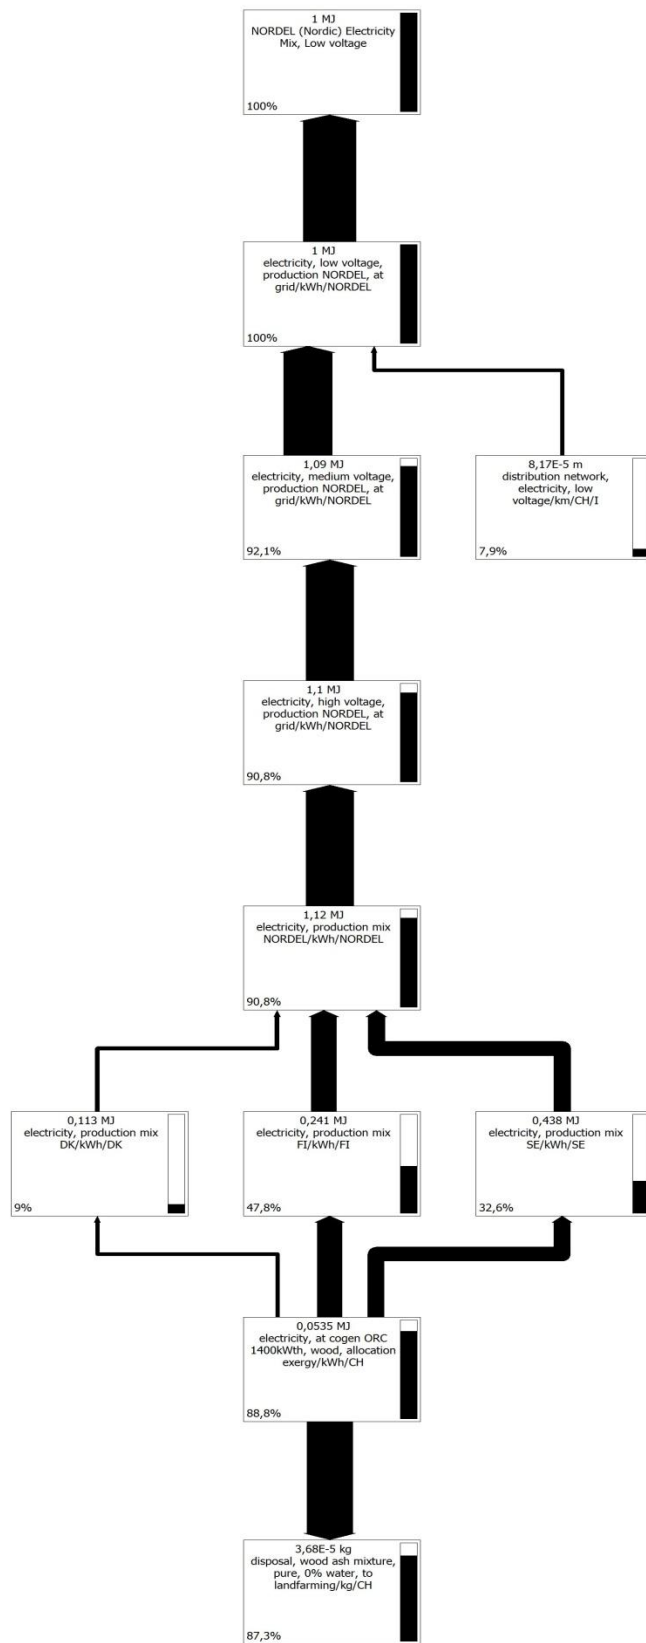 1 MJ
NORDEL (Nordic) Electricity
Mix, Low voltage
100%
1 MJ
electricity, low voltage,
production NORDEL, at
grid/kWh/NORDEL
100%
1,09 MJ
electricity, medium voltage,
production NORDEL, at
grid/kWh/NORDEL
92,1%
8,17E-5 m
distribution network,
electricity, low
voltage/km/CH/I
7,9%
1,1 MJ
electricity, high voltage,
production NORDEL, at
grid/kWh/NORDEL
90,8%
1,12 MJ
electricity, production mix
NORDEL/kWh/NORDEL
90,8%
0,113 MJ
electricity, production mix
DK/kWh/DK
9%
0,241 MJ
electricity, production mix
FI/kWh/FI
47,8%
0,438 MJ
electricity, production mix
SE/kWh/SE
32,6%
0,0535 MJ
electricity, at cogen ORC
1400kWth, wood, allocation
exergy/kWh/CH
88,8%
3,68E-5 kg
disposal, wood ash mixture,
pure, 0% water, to
landfarming/kg/CH
87,3%